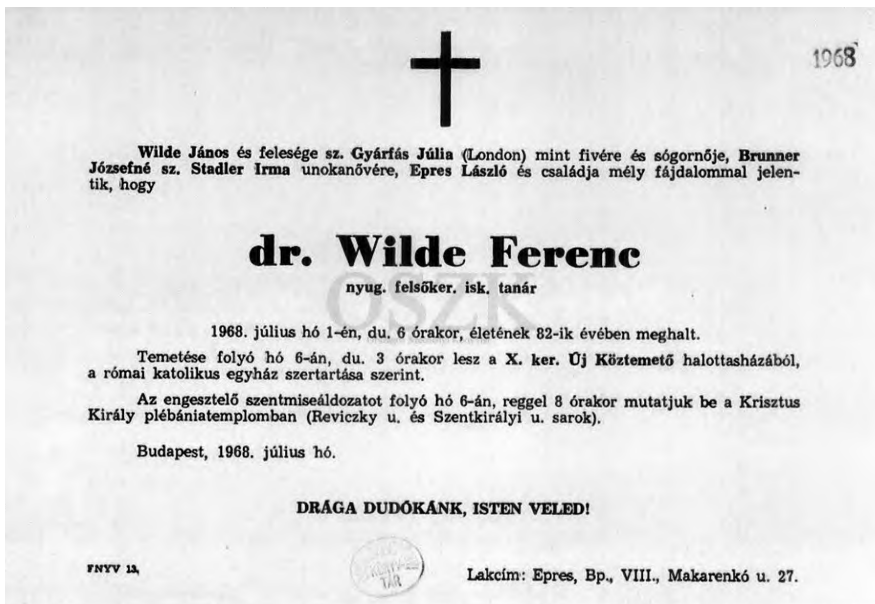 1968
Wilde János és felesége sz. Gyárfás Júlia (London) mint fivére és sógornője, Brunner
Józsefné sz. Stadler Irma unokanővére, Epres László és családja mély fájdalommal jelen-
tik, hogy
dr. Wilde Ferenc
OSZK
nyug. felsőker. isk. tanár
1968. július hó 1-én, du. 6 órakor, életének 82-ik évében meghalt.
Temetése folyó hó 6-án, du. 3 órakor lesz a X. ker. Új Köztemető halottasházából,
a római katolikus egyház szertartása szerint.
Az engesztelő szentmiseáldozatot folyó hó 6-án, reggel 8 órakor mutatjuk be a Krisztus
Király plébániatemplomban (Reviczky u. és Szentkirályi u. sarok).
Budapest, 1968. július hó.
DRÁGA DUDÓKÁNK, ISTEN VELED!
FNYV 13,
TÁR
Lakcím: Epres, Bp., VIII., Makarenkó u. 27.